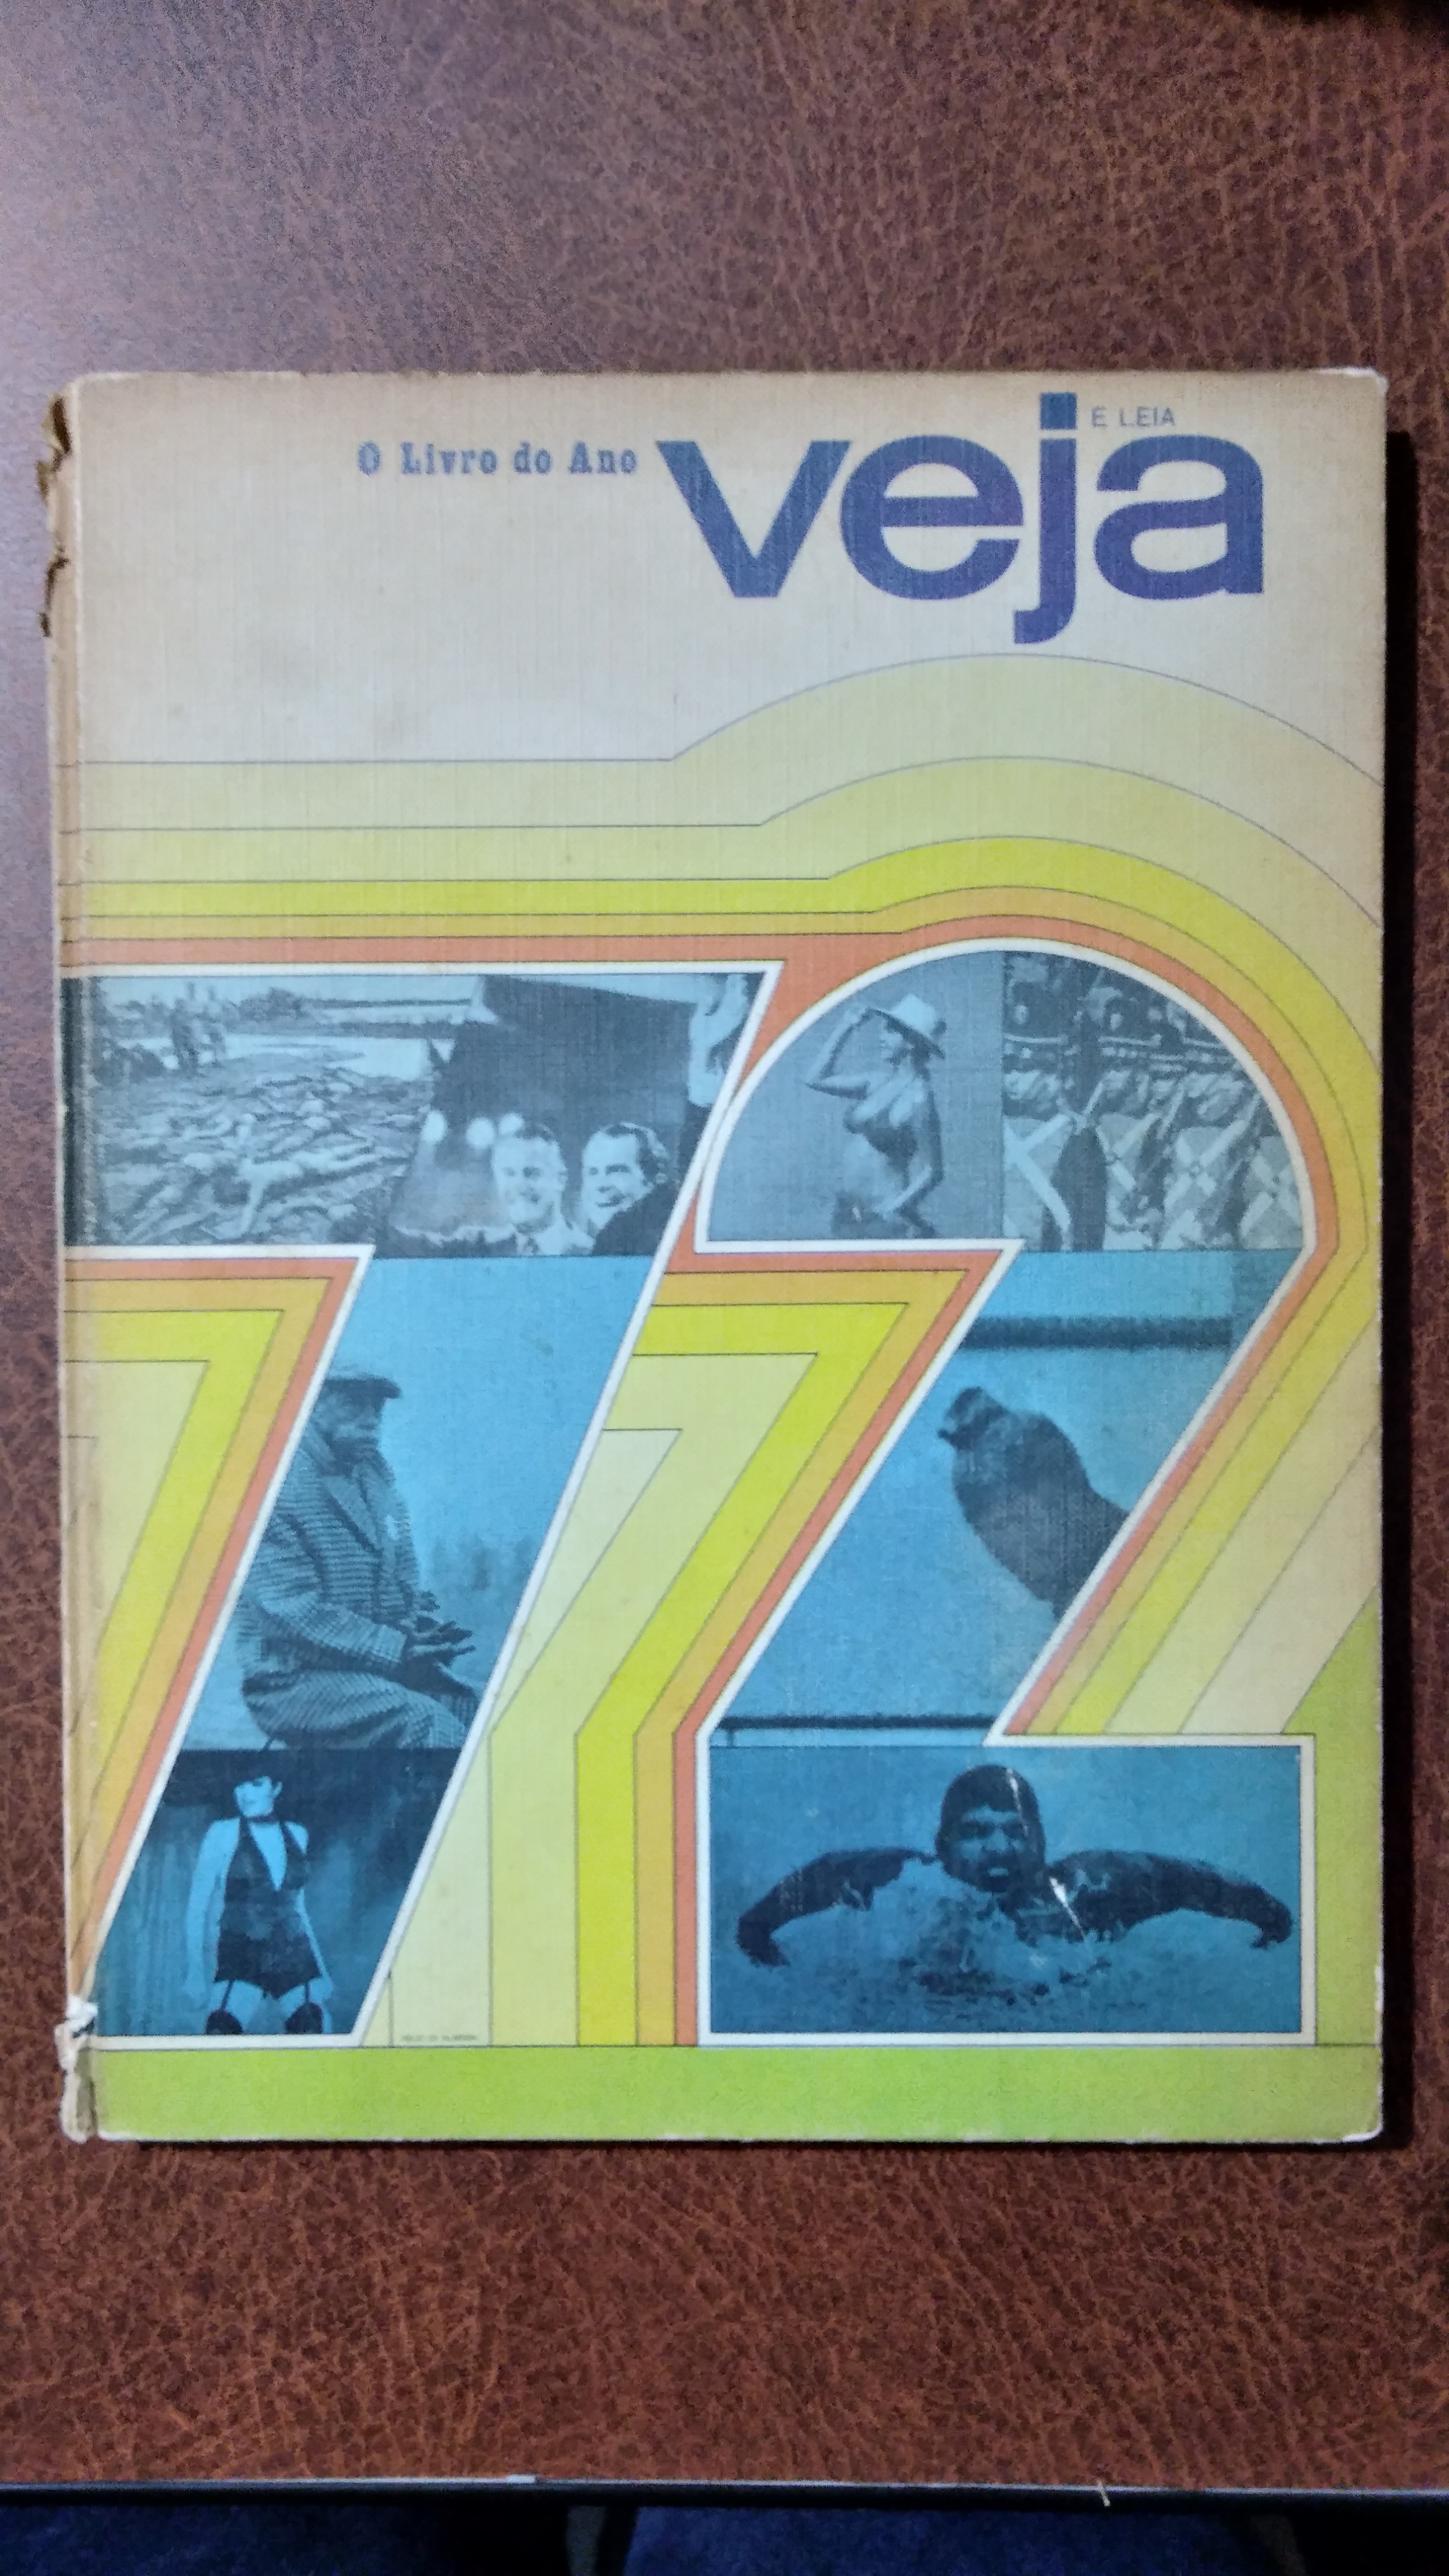 E LEIA
O Livro do Ano veja
72